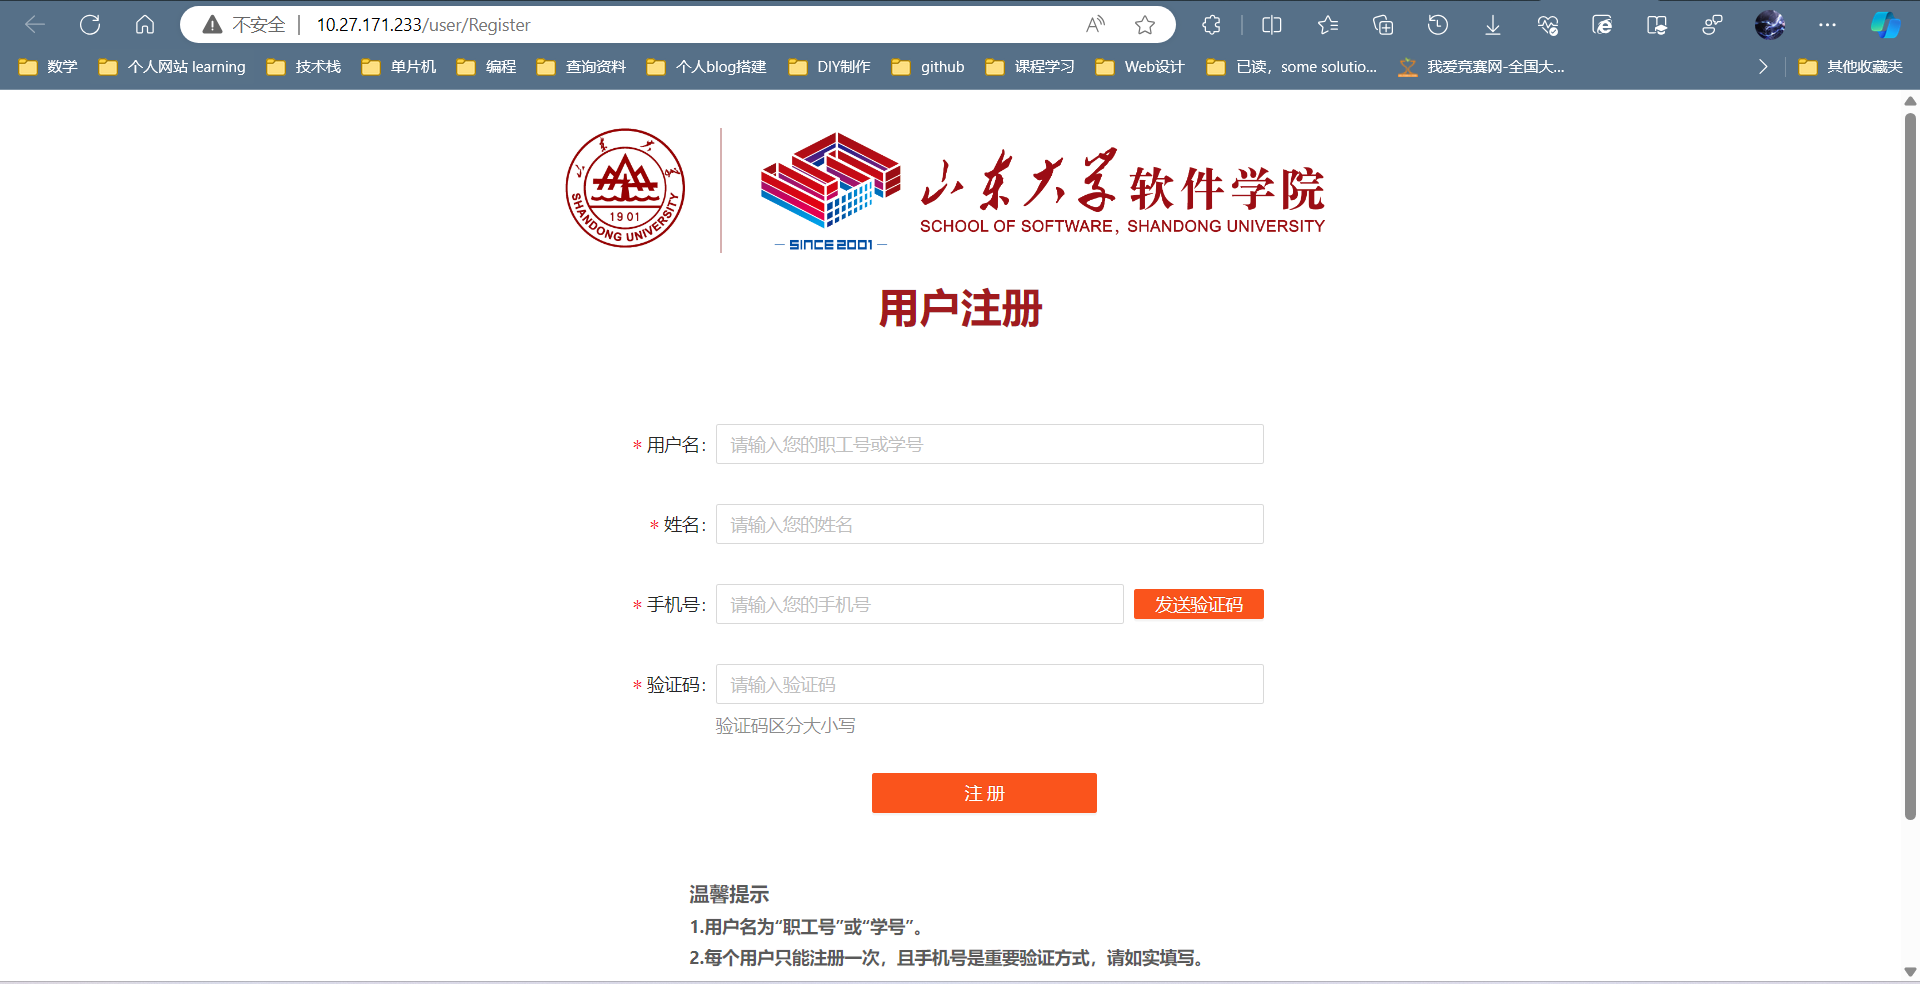 不安全 10.27.171.233/user/Register
数学 个人网站 learning 技术栈 单片机 编程 查询资料 个人blog搭建 DIY制作 github 课程学习 Web设计 已读，some solutio... 我爱竞赛网-全国大... 其他收藏夹
山东大学
1901
SHANDONG UNIVERSITY
SINCE 2001
山东大学软件学院
SCHOOL OF SOFTWARE, SHANDONG UNIVERSITY
用户注册
* 用户名: 请输入您的职工号或学号
* 姓名: 请输入您的姓名
* 手机号: 请输入您的手机号 发送验证码
* 验证码: 请输入验证码
验证码区分大小写
注 册
温馨提示
1.用户名为“职工号”或“学号”。
2.每个用户只能注册一次，且手机号是重要验证方式，请如实填写。